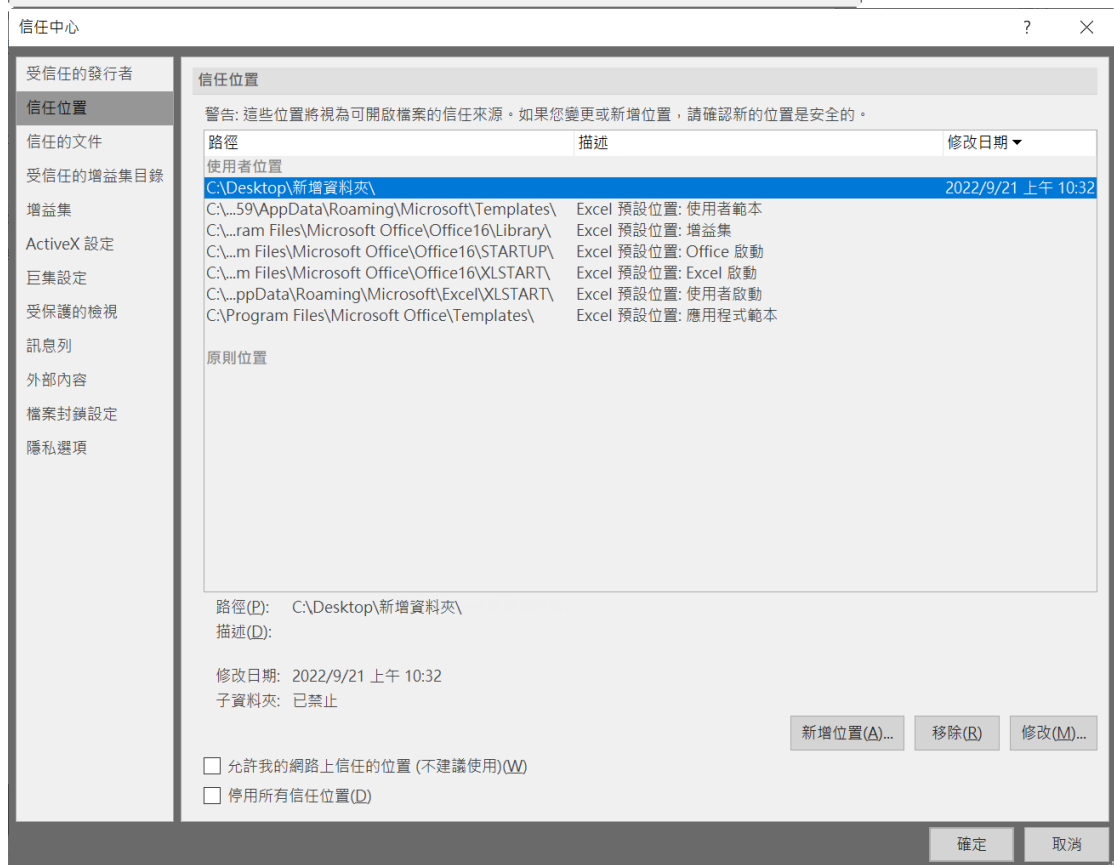 信任中心
?
受信任的發行者
信任位置
信任的文件
受信任的增益集目錄
增益集
ActiveX 設定
巨集設定
受保護的檢視
訊息列
外部內容
檔案封鎖設定
隱私選項
信任位置
警告: 這些位置將視為可開啟檔案的信任來源。如果您變更或新增位置，請確認新的位置是安全的。
路徑 描述 修改日期
使用者位置
C:\Desktop\新增資料夾\ 2022/9/21 上午 10:32
C:\...59\AppData\Roaming\Microsoft\Templates\ Excel 預設位置: 使用者範本
C:\...ram Files\Microsoft Office\Office16\Library\ Excel 預設位置: 增益集
C:\...m Files\Microsoft Office\Office16\STARTUP\ Excel 預設位置: Office 啟動
C:\...m Files\Microsoft Office\Office16\XLSTART\ Excel 預設位置: Excel 啟動
C:\...ppData\Roaming\Microsoft\Excel\XLSTART\ Excel 預設位置: 使用者啟動
C:\Program Files\Microsoft Office\Templates\ Excel 預設位置: 應用程式範本
原則位置
路徑(P): C:\Desktop\新增資料夾\
描述(D):
修改日期: 2022/9/21 上午 10:32
子資料夾: 已禁止
新增位置(A)... 移除(R) 修改(M)...
允許我的網路上信任的位置 (不建議使用)(W)
停用所有信任位置(D)
確定 取消